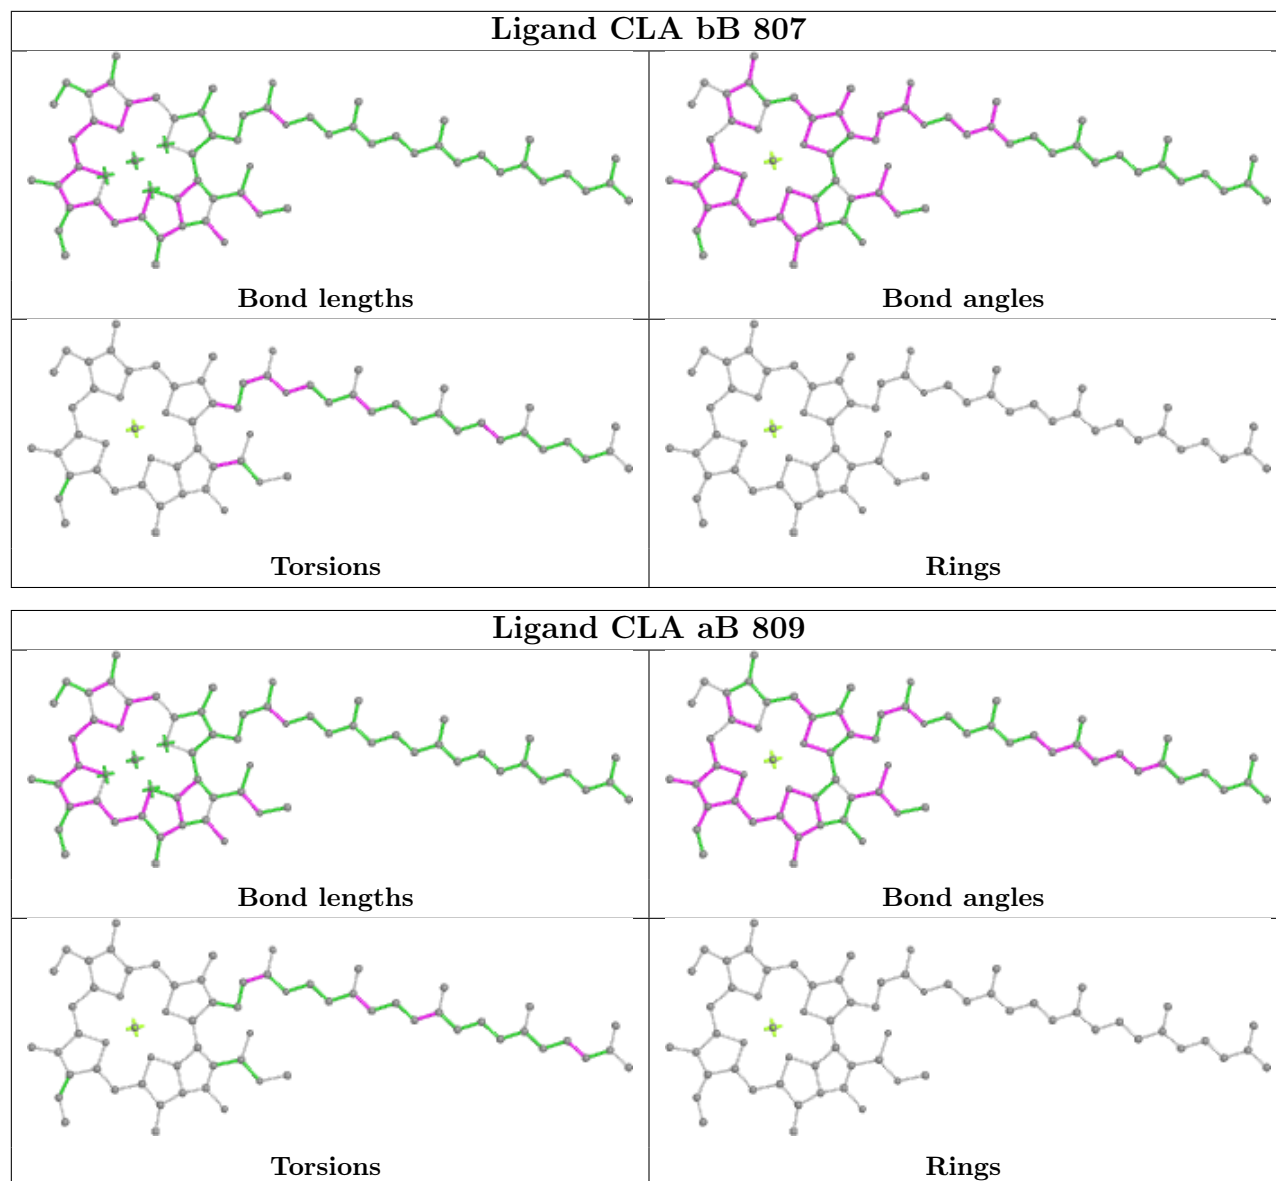 Ligand CLA bB 807
Bond lengths
Bond angles
Torsions
Rings
Ligand CLA aB 809
Bond lengths
Bond angles
Torsions
Rings